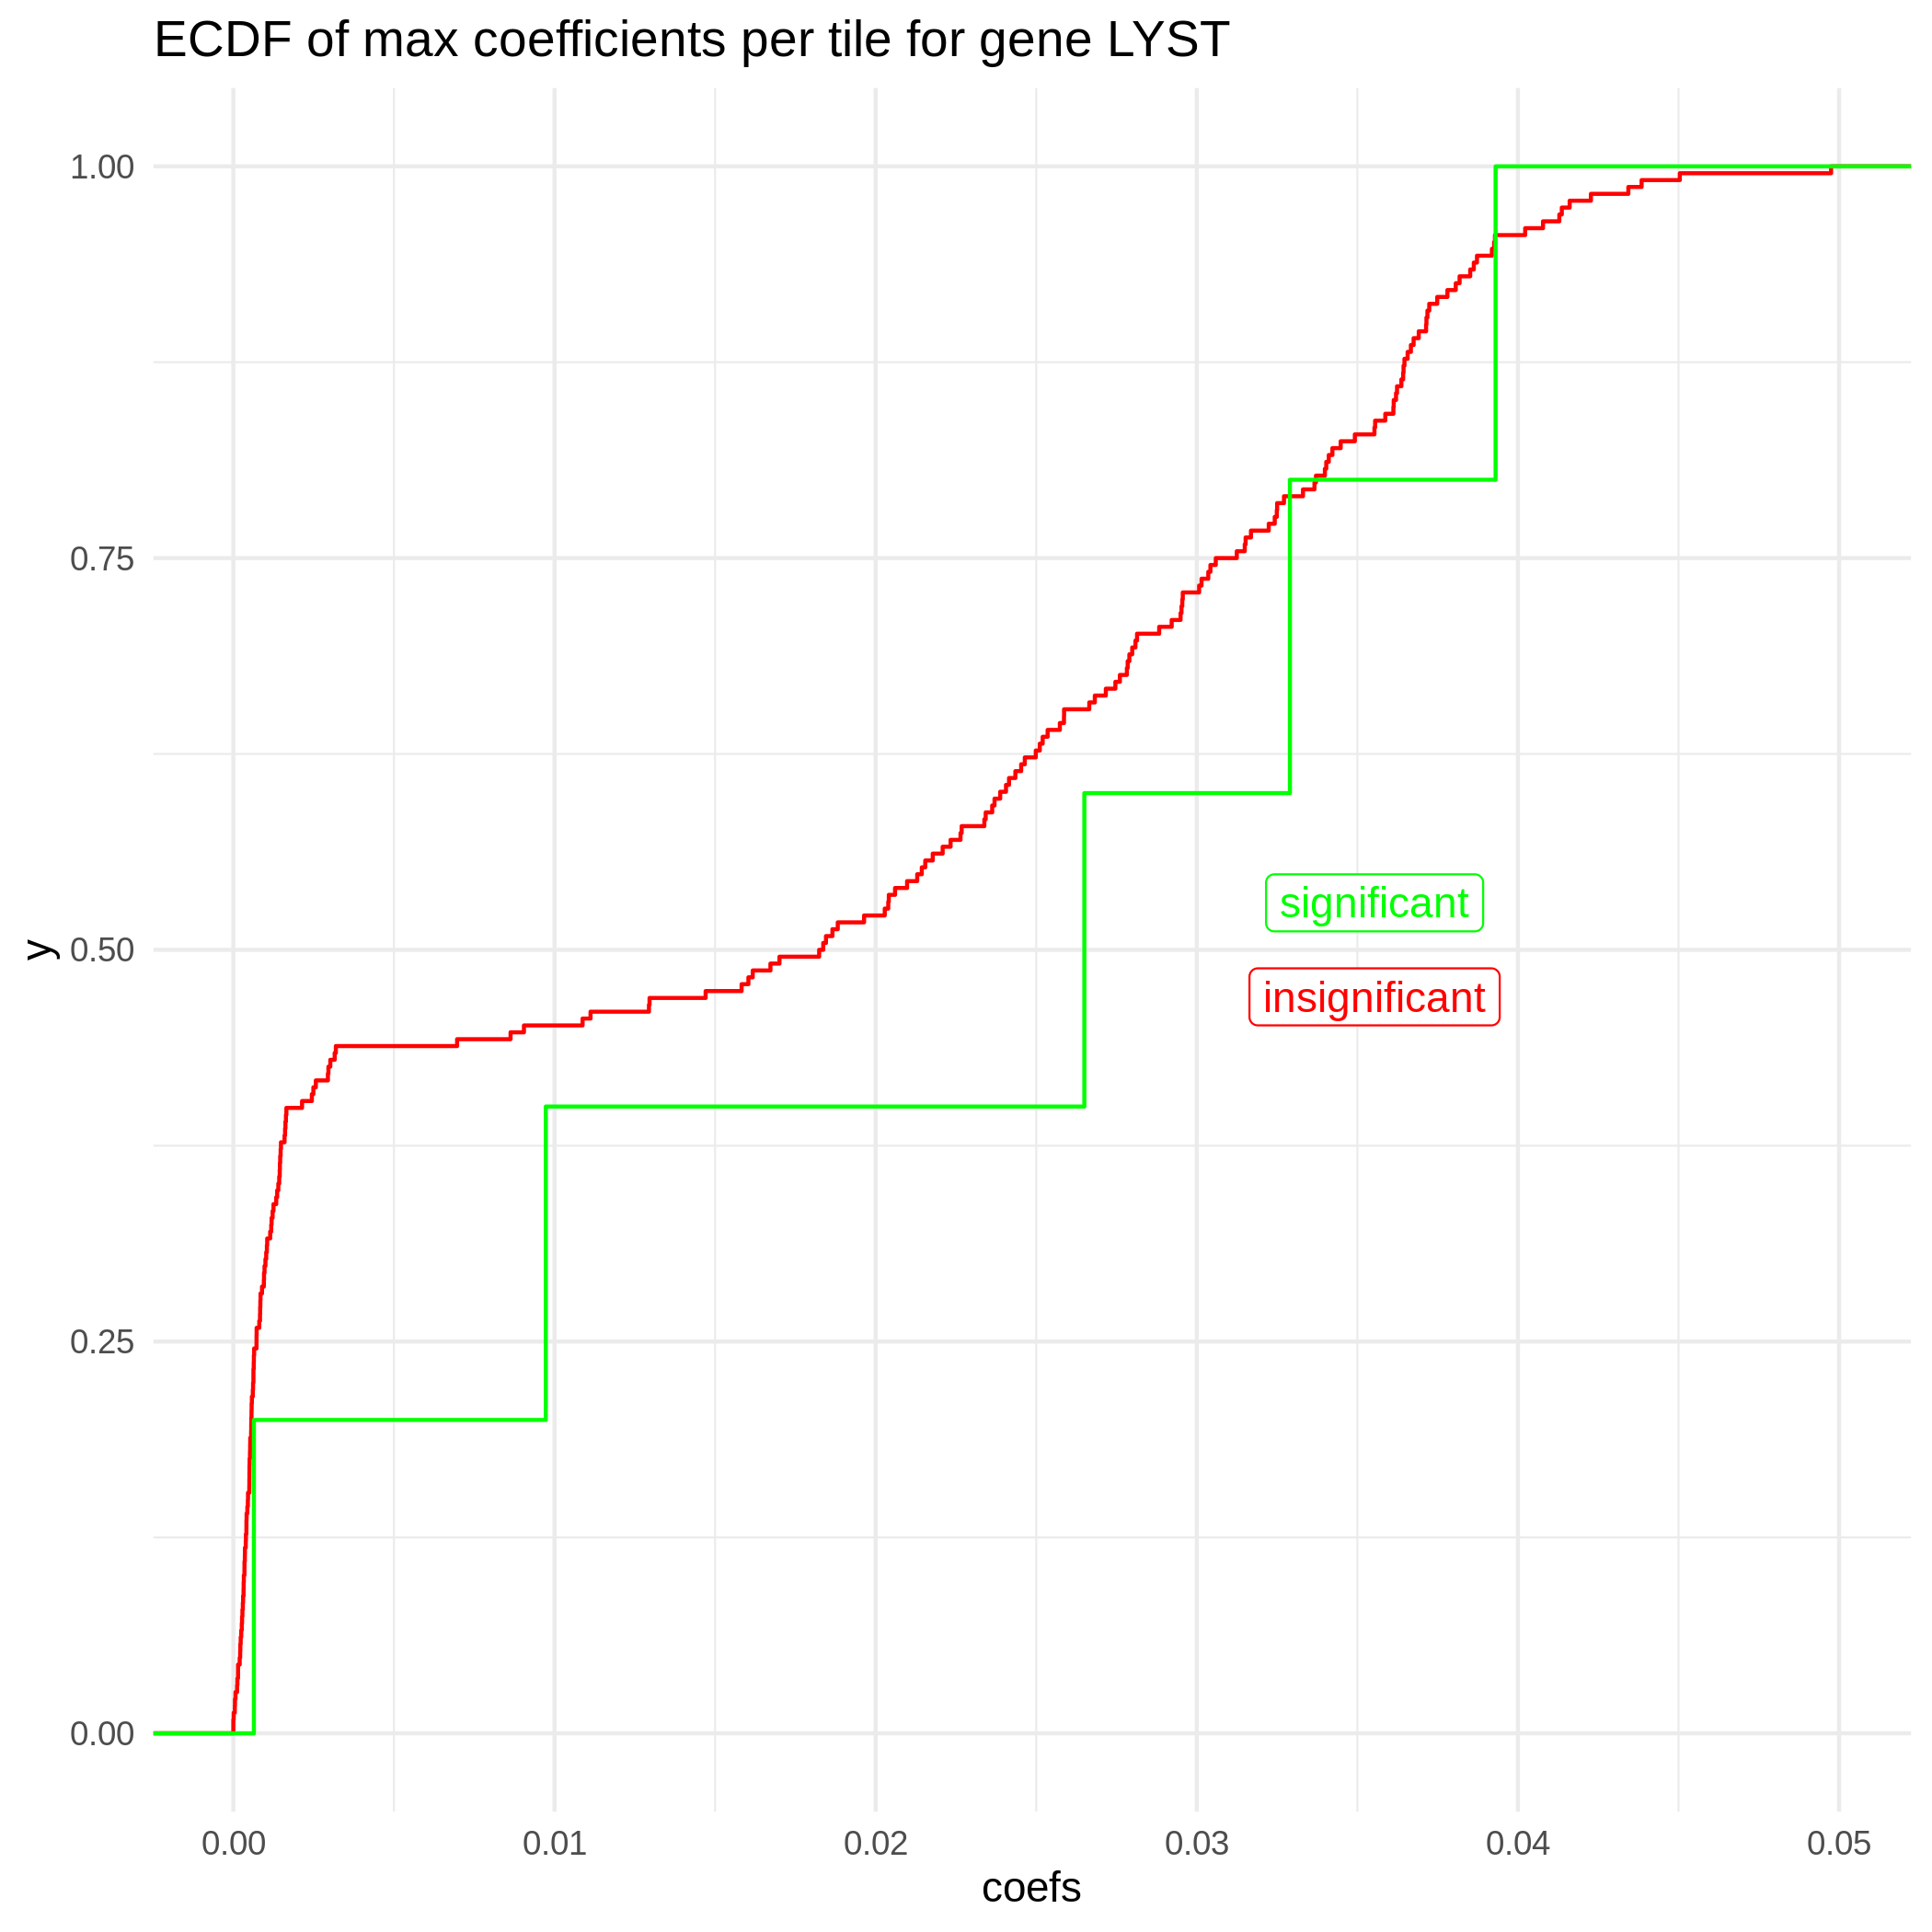 ECDF of max coefficients per tile for gene LYST
1.00
0.75
0.50
0.25
0.00
y
significant
insignificant
0.00 0.01 0.02 0.03 0.04 0.05
coefs